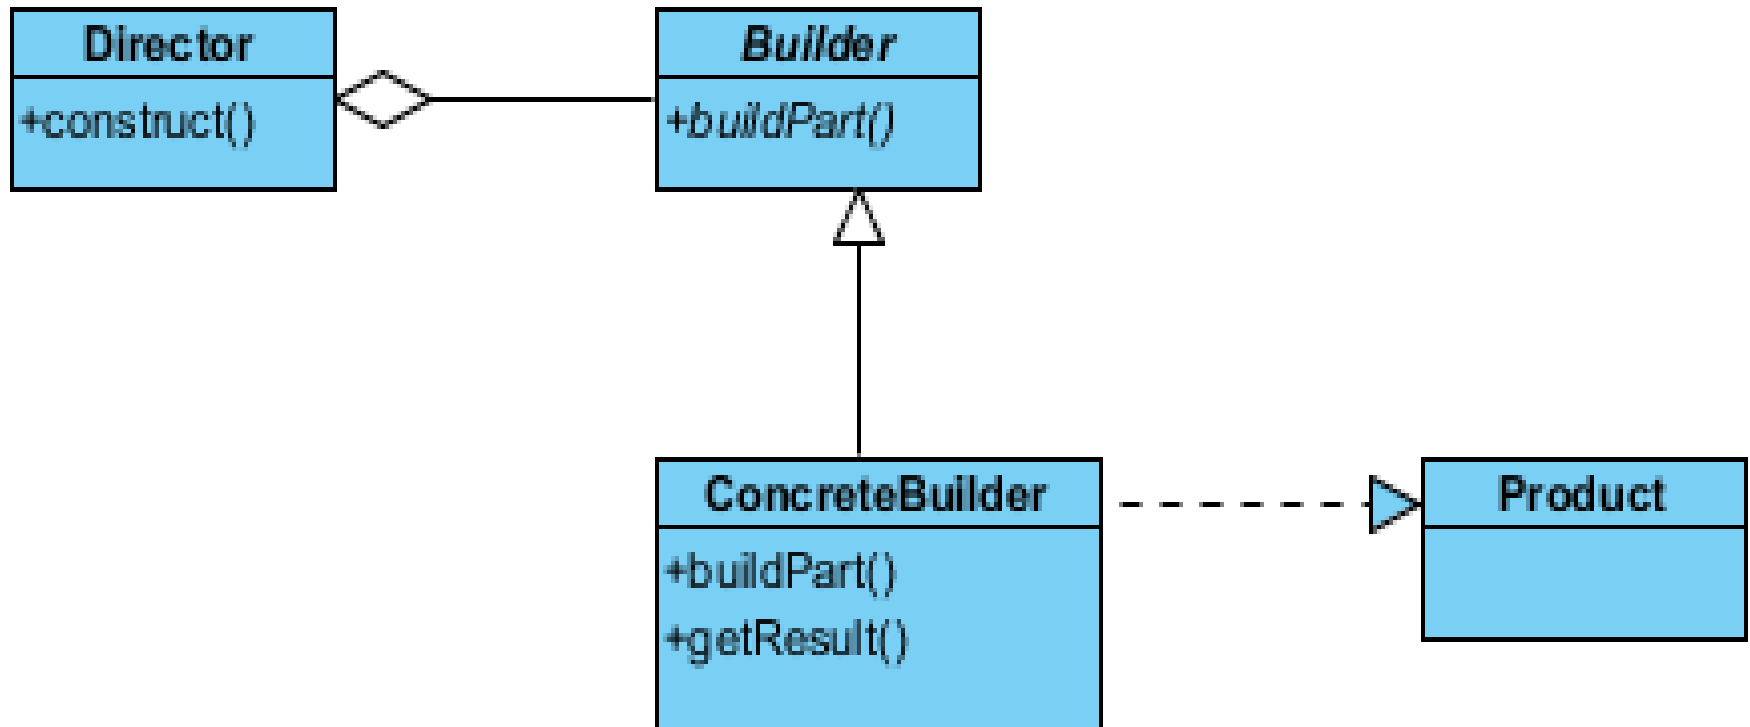 Director
+construct()
Builder
+buildPart()
ConcreteBuilder
+buildPart()
+getResult()
Product